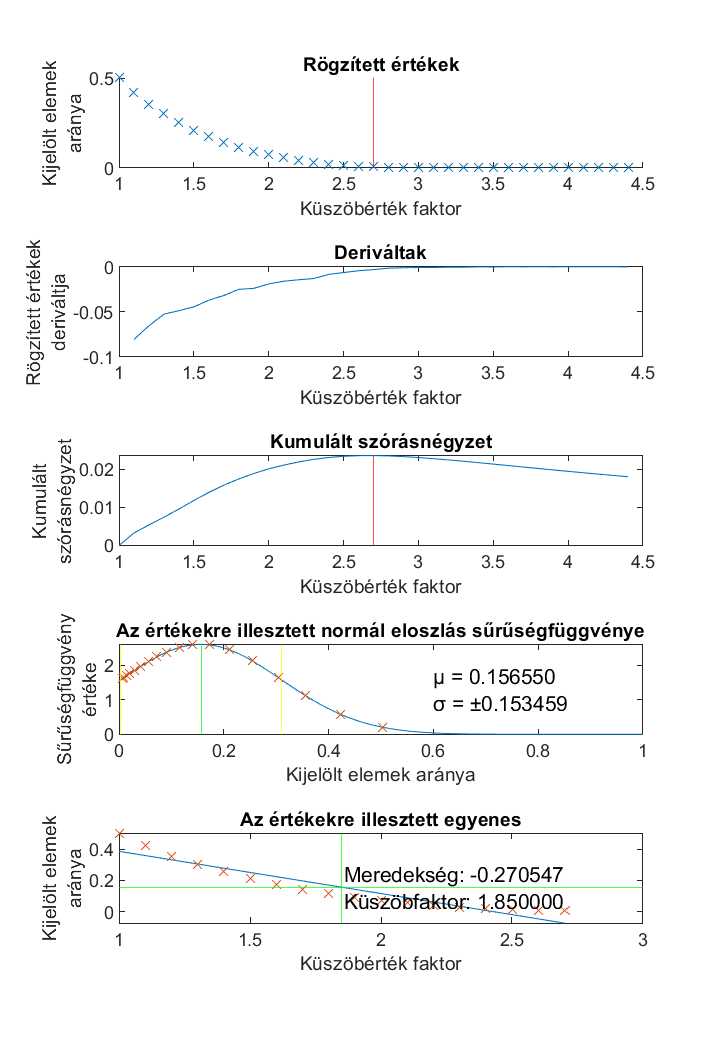 Rögzített értékek
Kijelölt elemek
aránya
0.5
0
1 1.5 2 2.5 3 3.5 4 4.5
Küszöbérték faktor
Deriváltak
Rögzített értékek
deriváltja
0
-0.05
-0.1
1 1.5 2 2.5 3 3.5 4 4.5
Küszöbérték faktor
Kumulált szórásnégyzet
Kumulált
szórásnégyzet
0.02
0.01
0
1 1.5 2 2.5 3 3.5 4 4.5
Küszöbérték faktor
Az értékekre illesztett normál eloszlás sűrűségfüggvénye
Sűrűségfüggvény
értéke
2
1
0
μ = 0.156550
σ = ±0.153459
0 0.2 0.4 0.6 0.8 1
Kijelölt elemek aránya
Az értékekre illesztett egyenes
Kijelölt elemek
aránya
0.4
0.2
0
Meredekség: -0.270547
Küszöbfaktor: 1.850000
1 1.5 2 2.5 3
Küszöbérték faktor